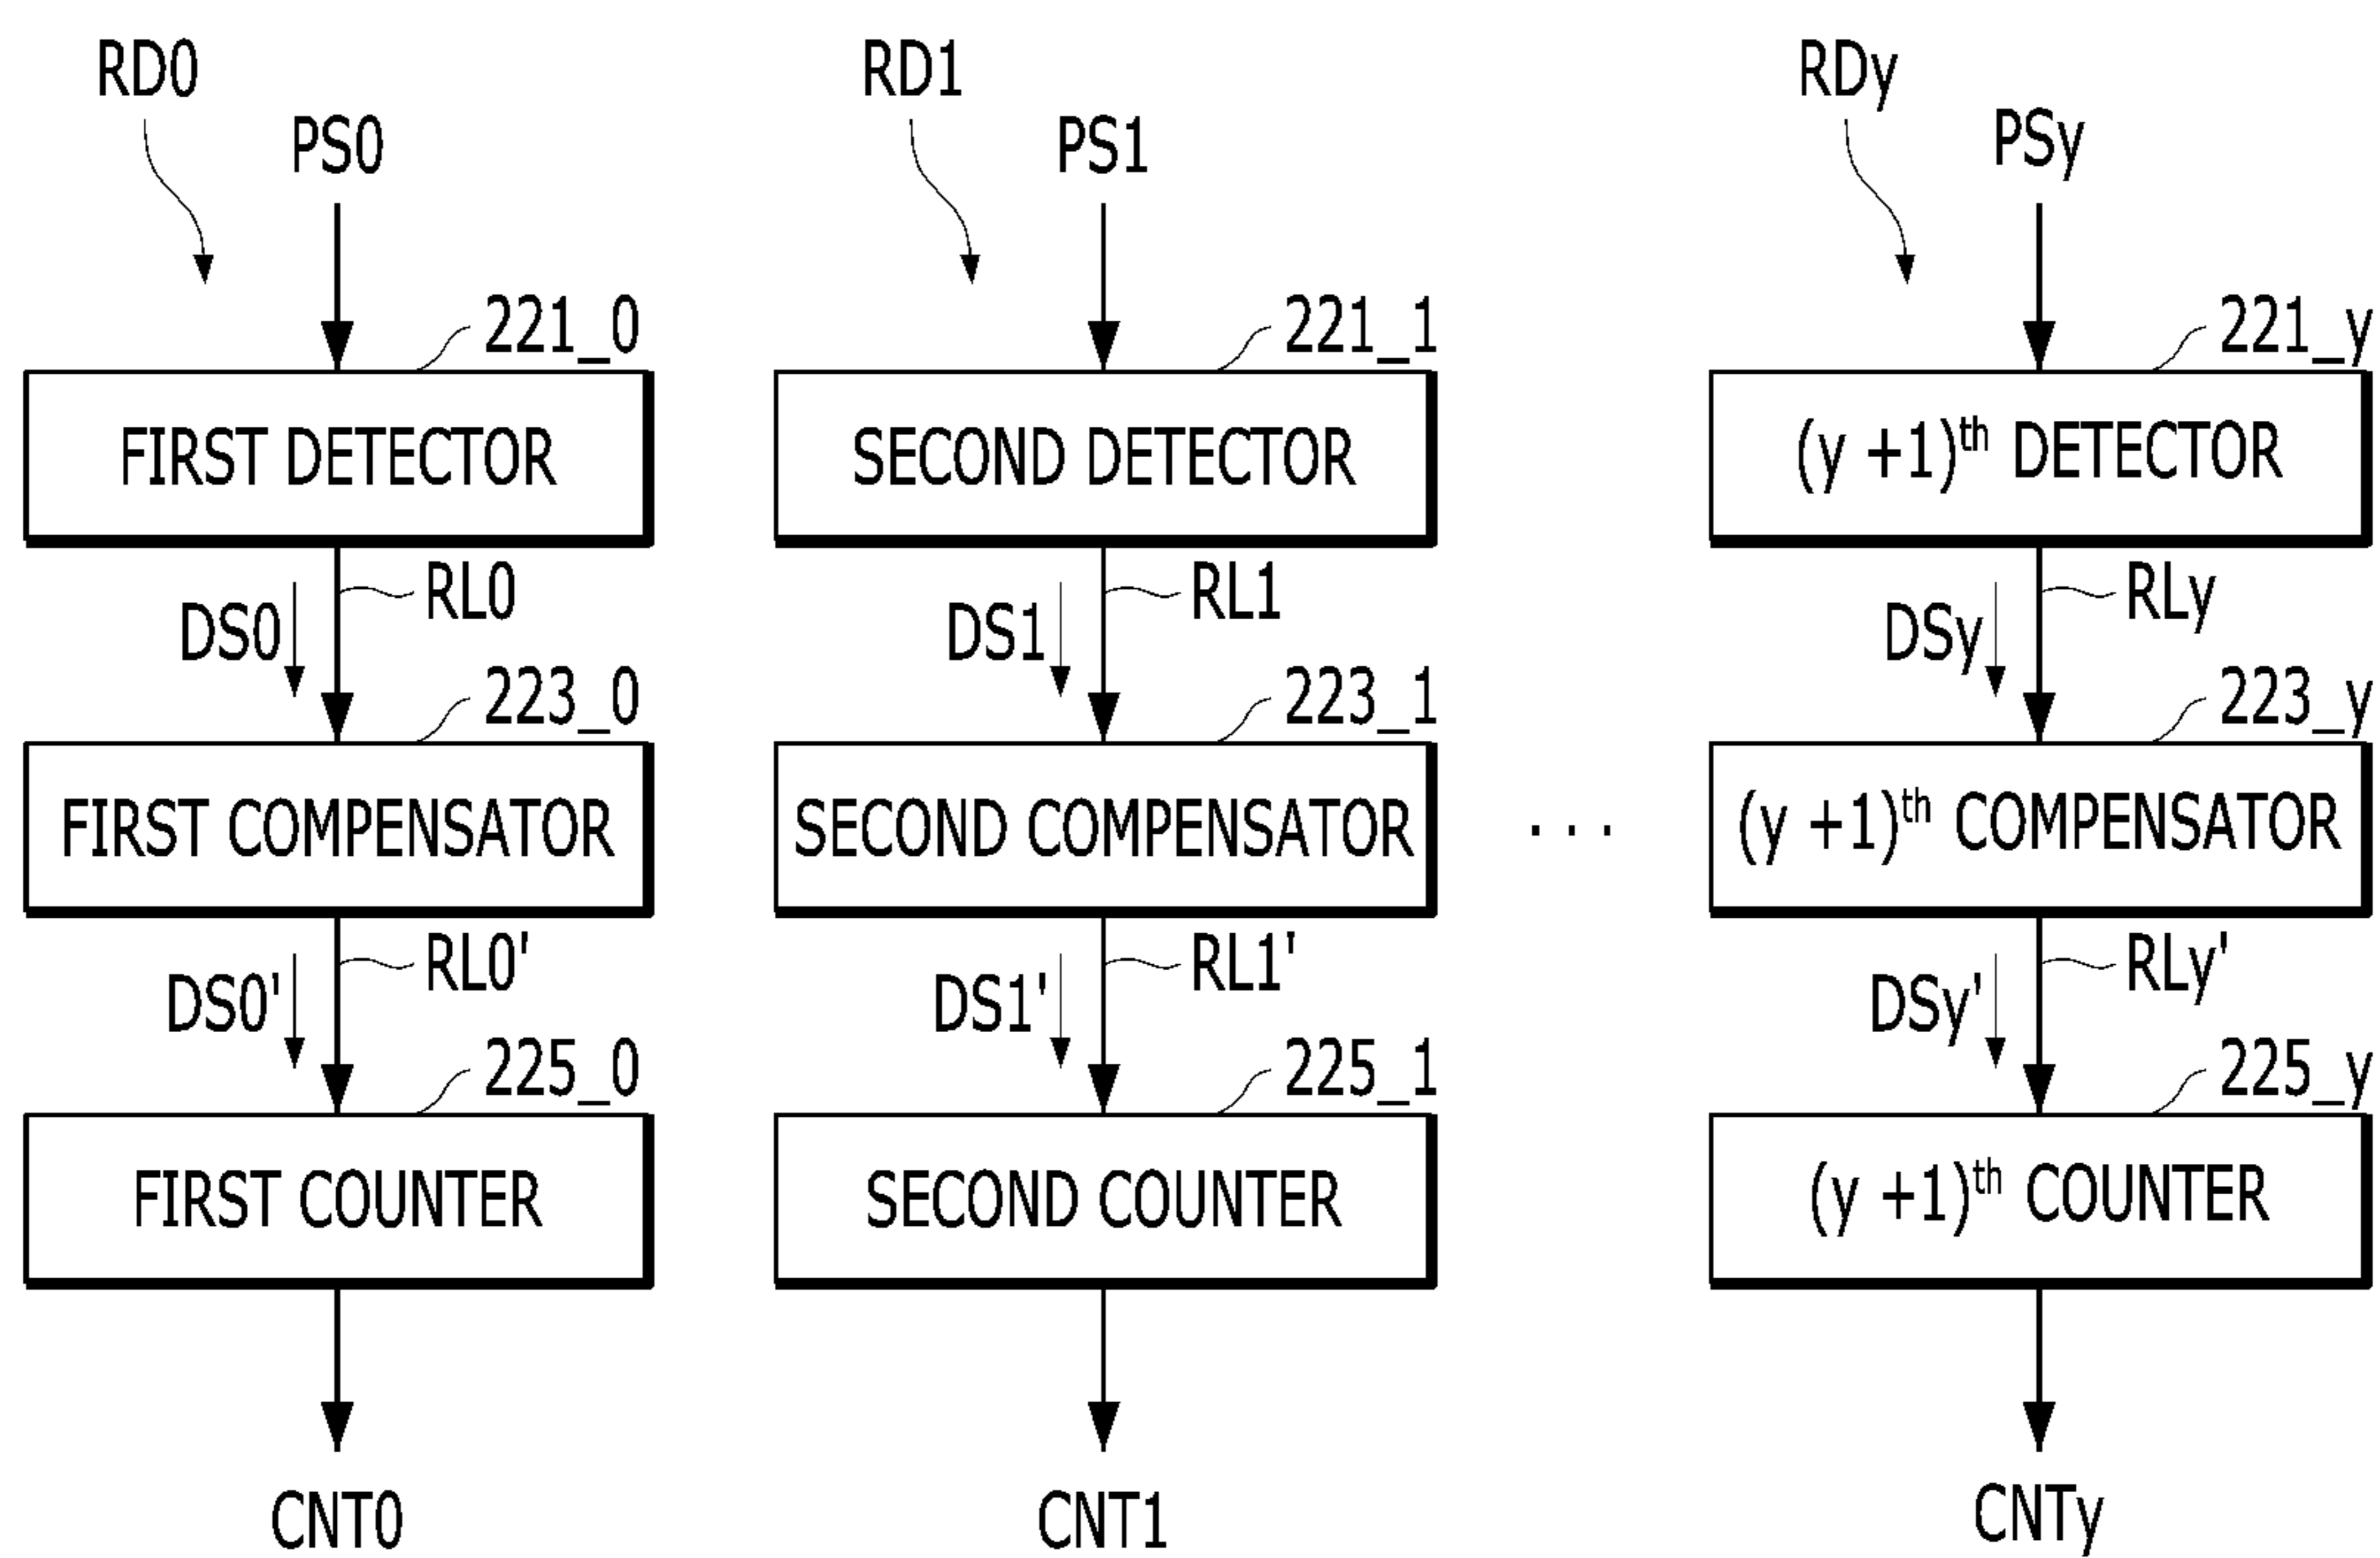 RD0 RD1 RDy
PS0 PS1 PSy
221_0 221_1 221_y
FIRST DETECTOR SECOND DETECTOR (y +1)th DETECTOR
RL0 RL1 RLy
DS0 DS1 DSy
223_0 223_1 223_y
FIRST COMPENSATOR SECOND COMPENSATOR ... (y +1)th COMPENSATOR
RL0' RL1' RLy'
DS0' DS1' DSy'
225_0 225_1 225_y
FIRST COUNTER SECOND COUNTER (y +1)th COUNTER
CNT0 CNT1 CNTy